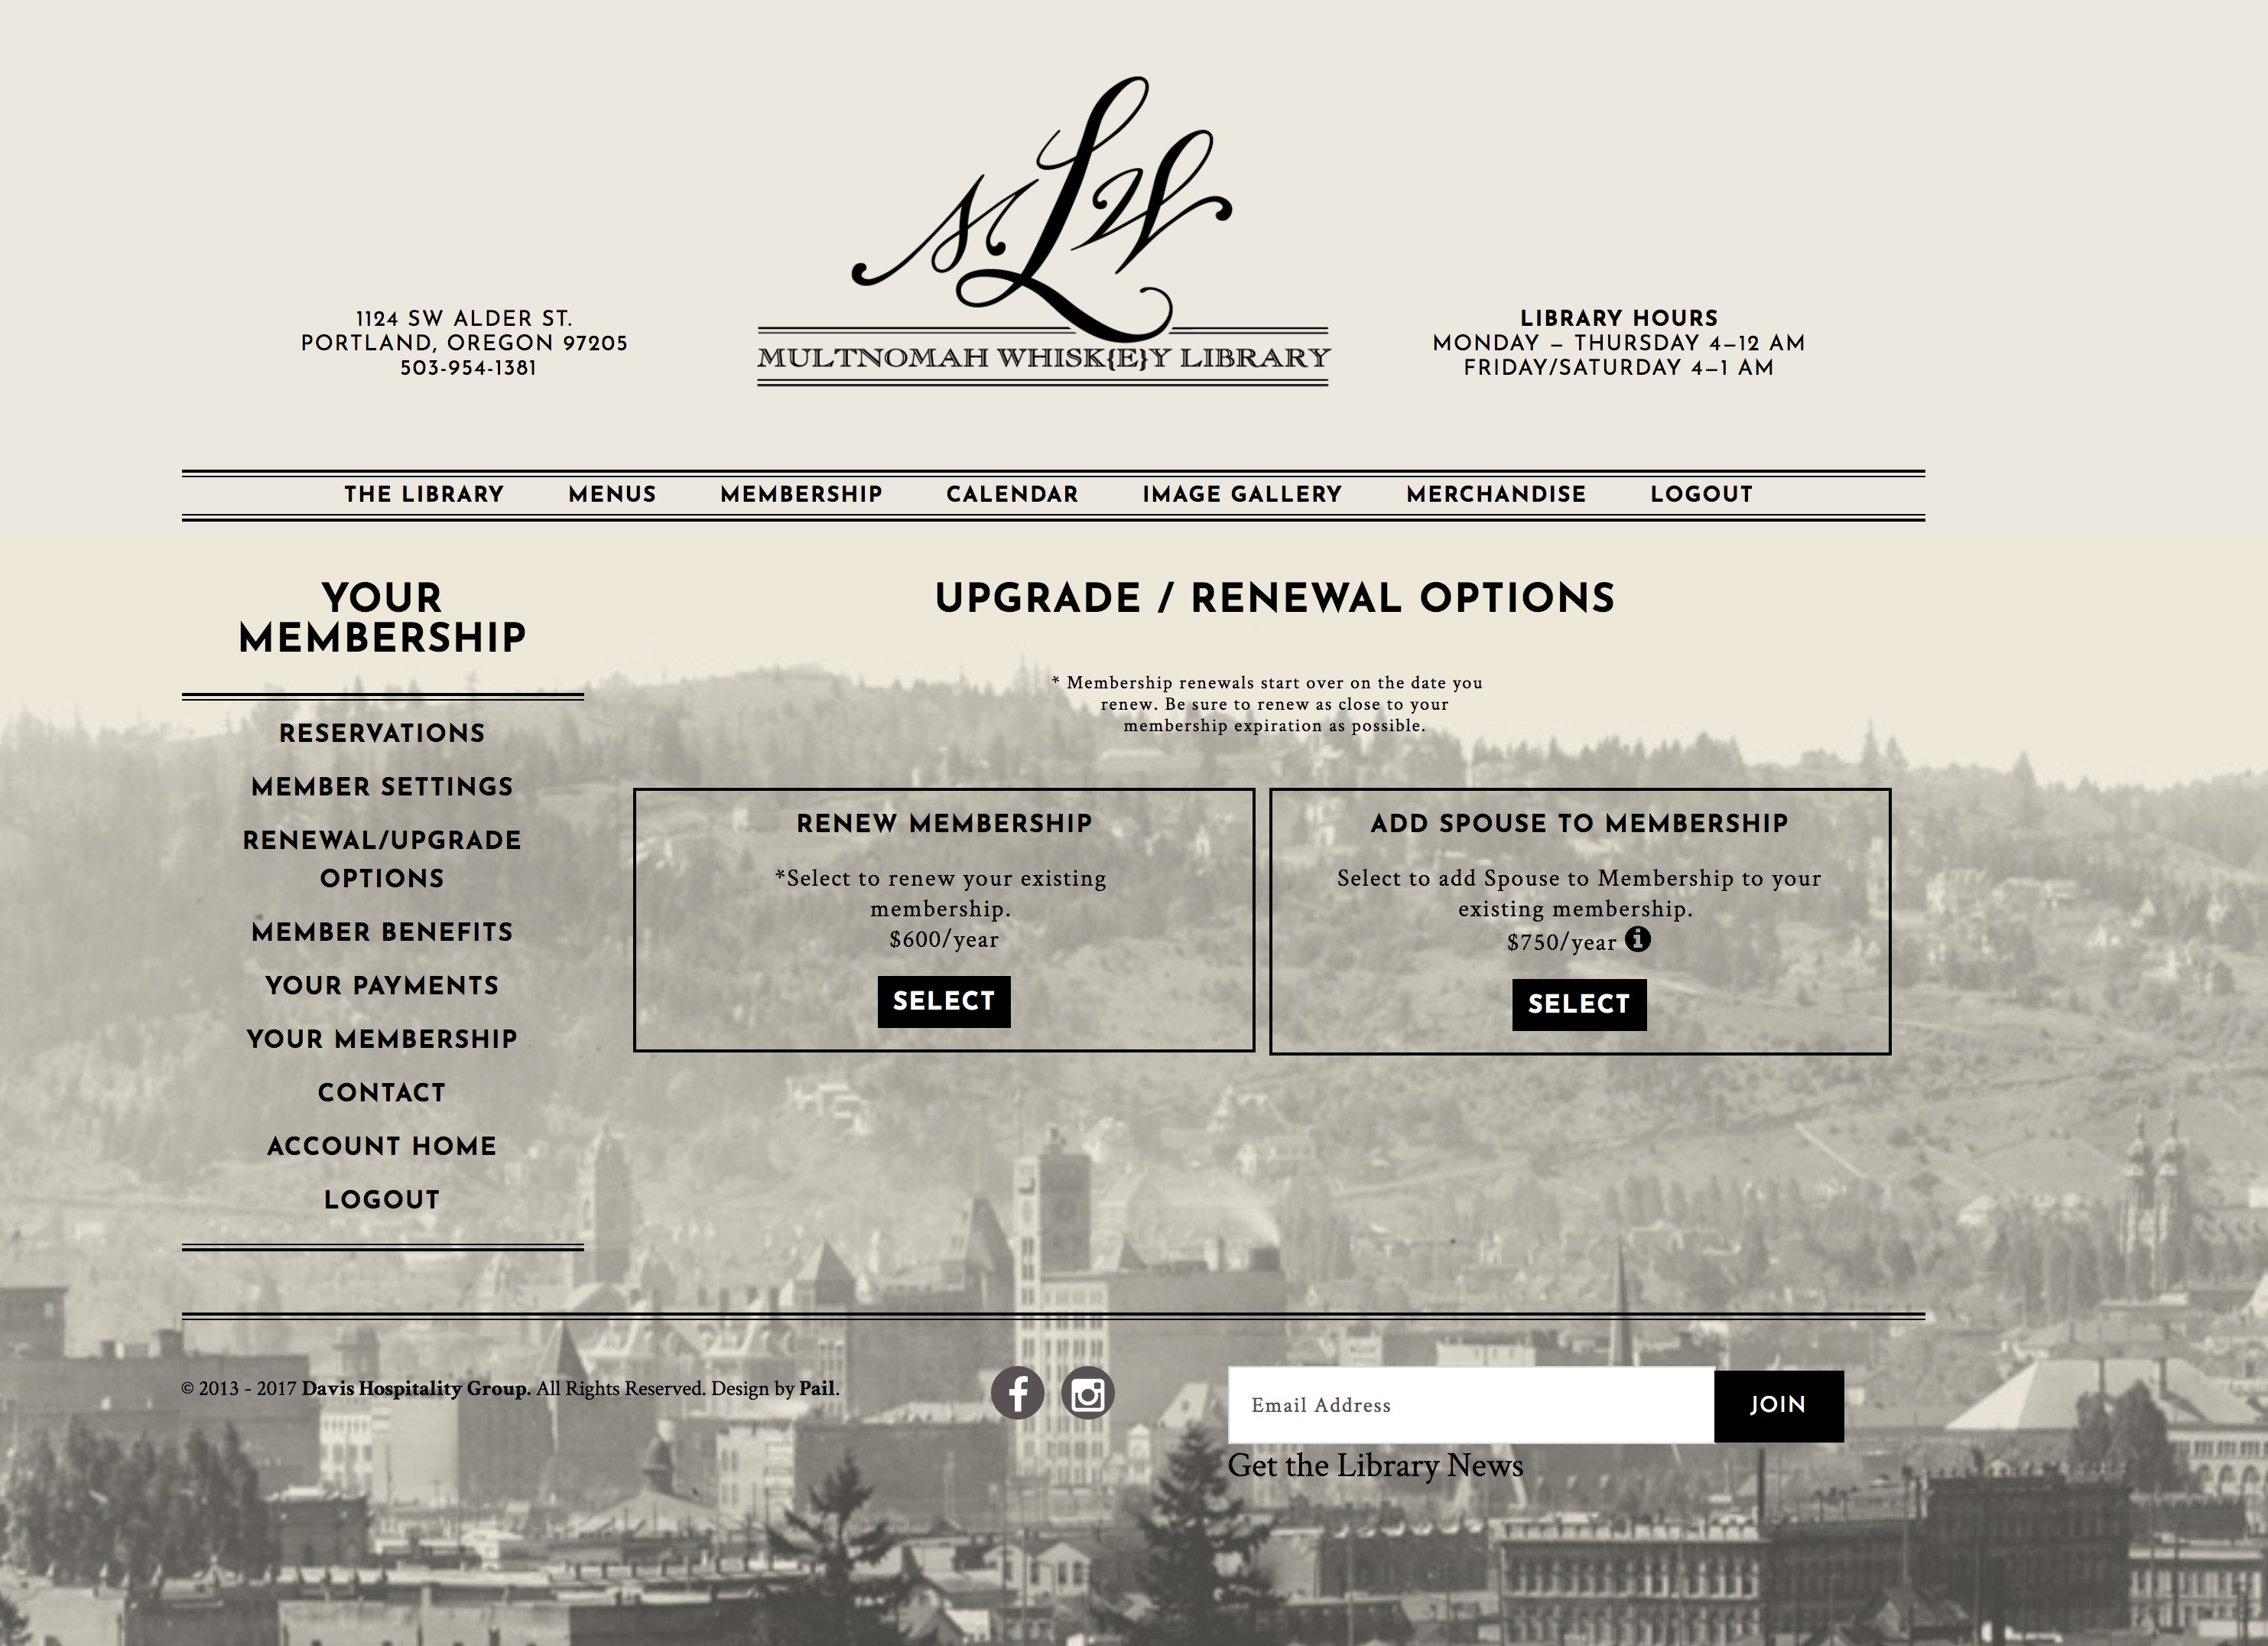 MLW
1124 SW ALDER ST.
PORTLAND, OREGON 97205
503-954-1381
MULTNOMAH WHISK{E}Y LIBRARY
LIBRARY HOURS
MONDAY – THURSDAY 4–12 AM
FRIDAY/SATURDAY 4–1 AM
THE LIBRARY MENUS MEMBERSHIP CALENDAR IMAGE GALLERY MERCHANDISE LOGOUT
YOUR
MEMBERSHIP
RESERVATIONS
MEMBER SETTINGS
RENEWAL/UPGRADE
OPTIONS
MEMBER BENEFITS
YOUR PAYMENTS
YOUR MEMBERSHIP
CONTACT
ACCOUNT HOME
LOGOUT
UPGRADE / RENEWAL OPTIONS
* Membership renewals start over on the date you
renew. Be sure to renew as close to your
membership expiration as possible.
RENEW MEMBERSHIP
*Select to renew your existing
membership.
$600/year
SELECT
ADD SPOUSE TO MEMBERSHIP
Select to add Spouse to Membership to your
existing membership.
$750/year
SELECT
© 2013 - 2017 Davis Hospitality Group. All Rights Reserved. Design by Pail.
Email Address
JOIN
Get the Library News